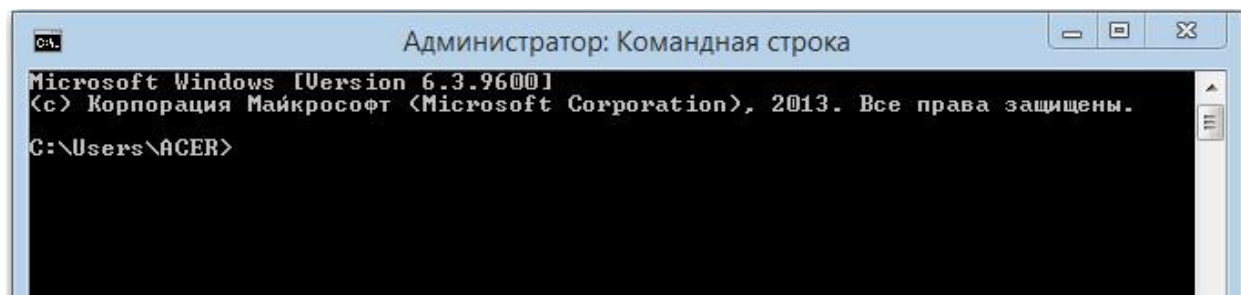 Администратор: Командная строка
Microsoft Windows [Version 6.3.9600]
(c) Корпорация Майкрософт (Microsoft Corporation), 2013. Все права защищены.
C:\Users\ACER>